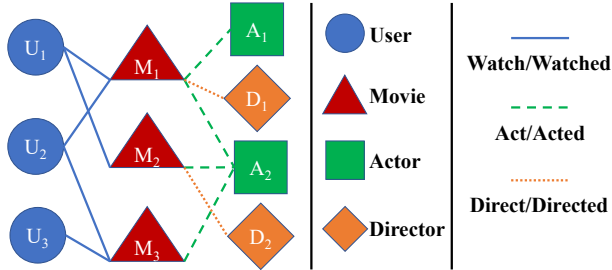 U1
U2
U3
M1
M2
M3
A1
D1
A2
D2
User
Movie
Actor
Director
Watch/Watched
Act/Acted
Direct/Directed